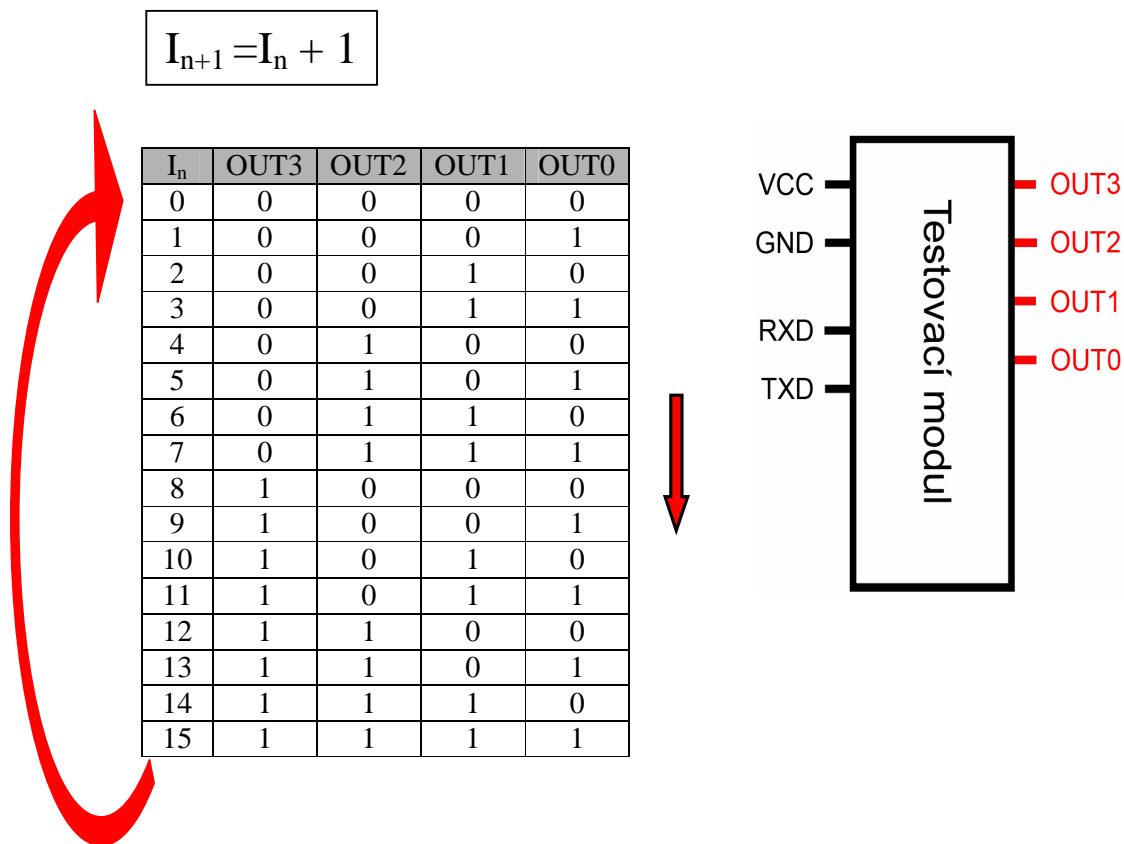 Iₙ₊₁ =Iₙ + 1
Iₙ OUT3 OUT2 OUT1 OUT0
0 0 0 0 0
1 0 0 0 1
2 0 0 1 0
3 0 0 1 1
4 0 1 0 0
5 0 1 0 1
6 0 1 1 0
7 0 1 1 1
8 1 0 0 0
9 1 0 0 1
10 1 0 1 0
11 1 0 1 1
12 1 1 0 0
13 1 1 0 1
14 1 1 1 0
15 1 1 1 1
VCC
GND
RXD
TXD
Testovací modul
OUT3
OUT2
OUT1
OUT0